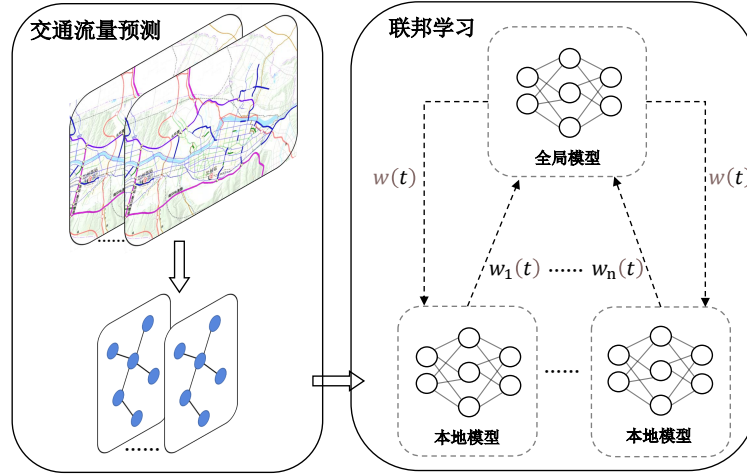 交通流量预测
......
......
联邦学习
全局模型
w(t)
w(t)
w₁(t) ...... wₙ(t)
......
本地模型
本地模型